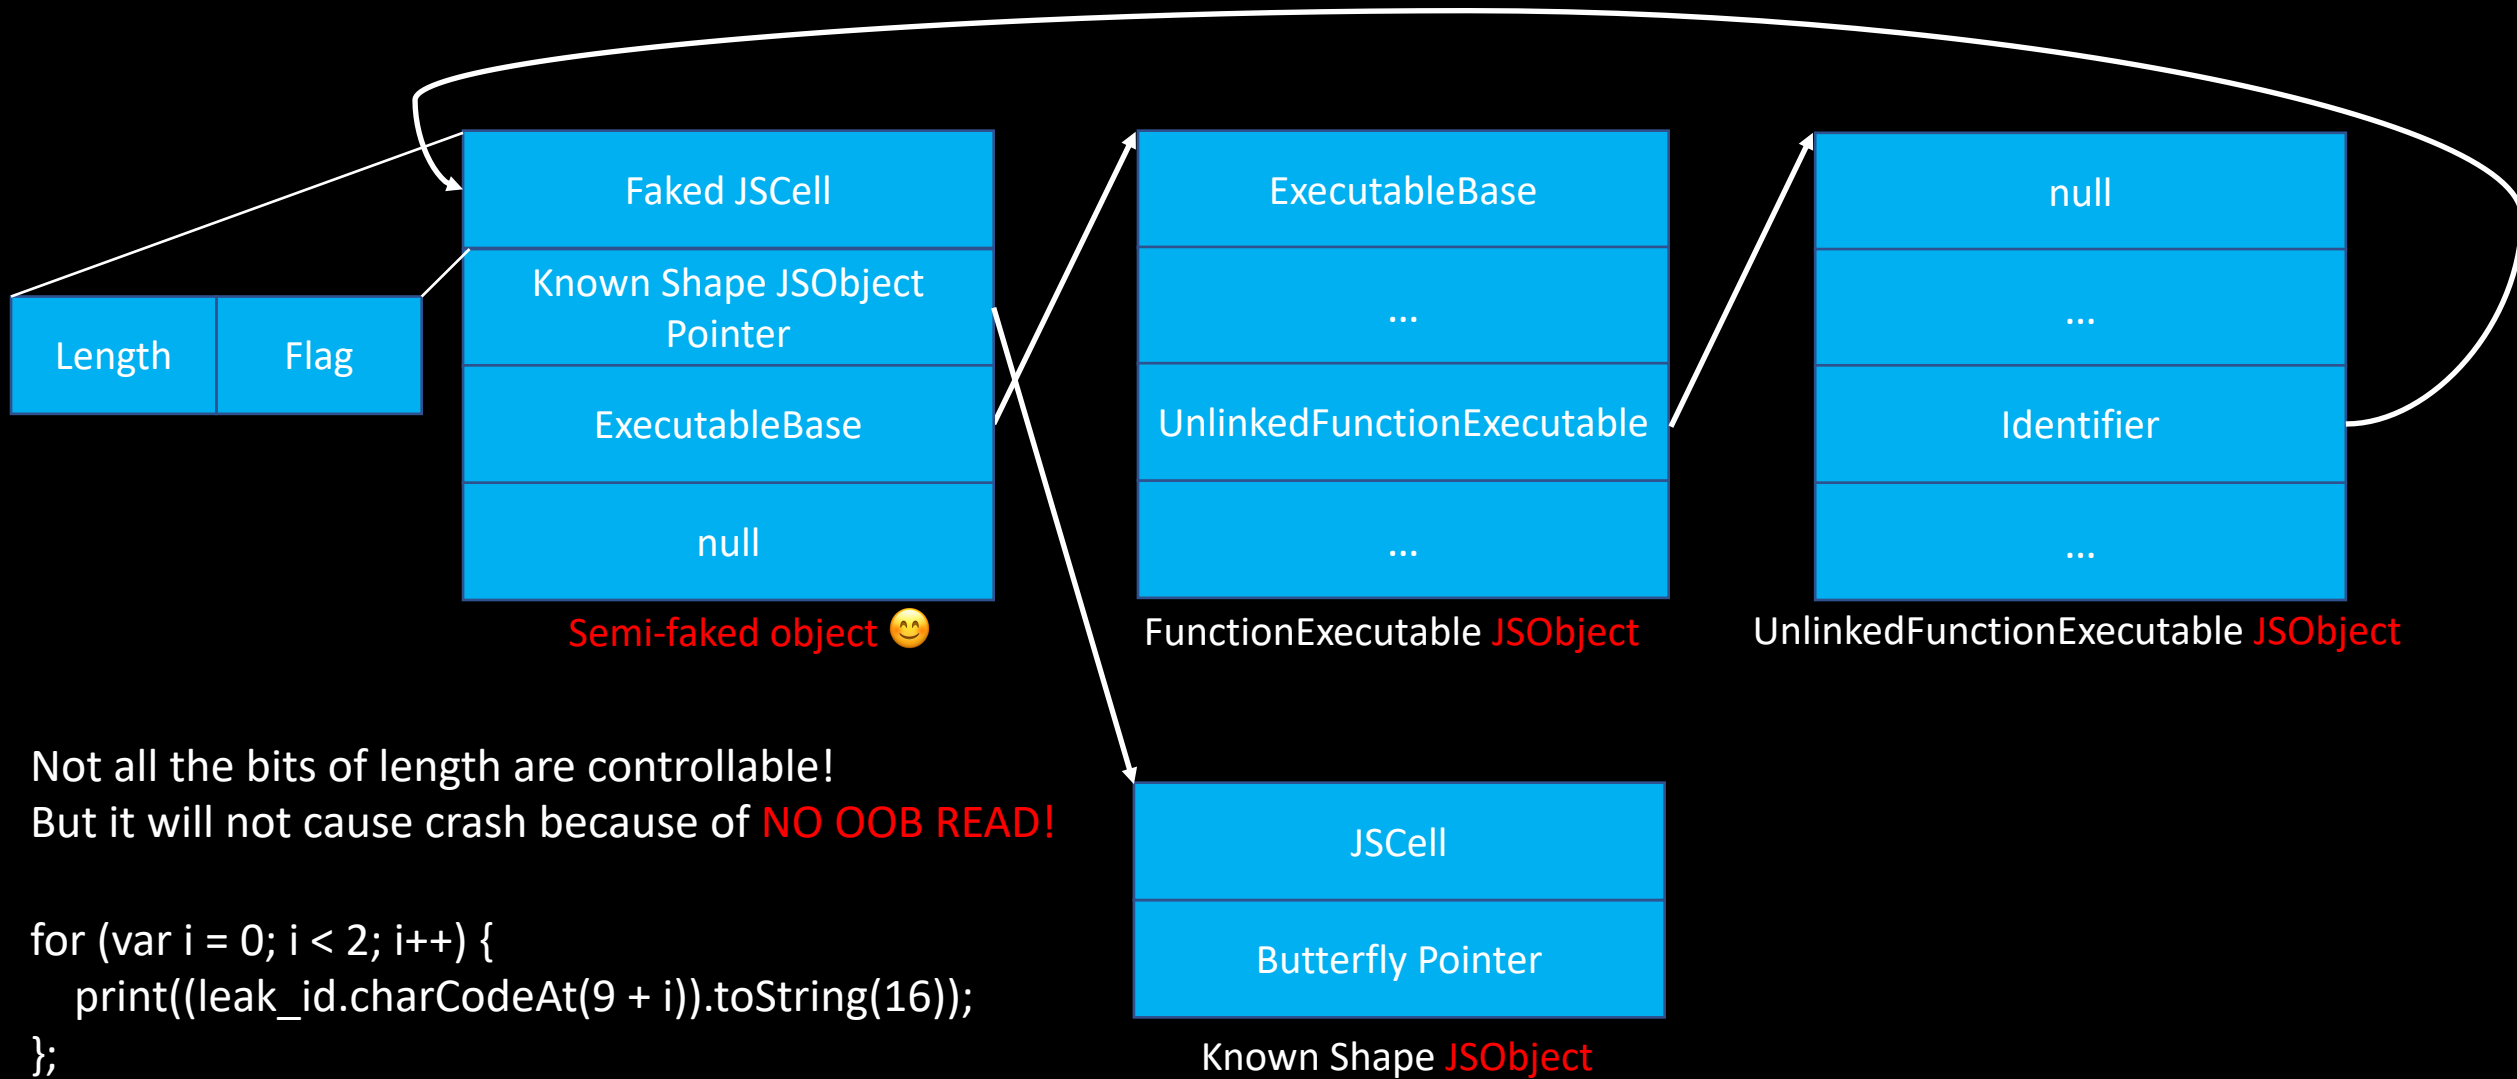 Faked JSCell
Known Shape JSObject
Pointer
ExecutableBase
null
Semi-faked object 😊
Length
Flag
ExecutableBase
...
UnlinkedFunctionExecutable
...
FunctionExecutable JSObject
null
...
Identifier
...
UnlinkedFunctionExecutable JSObject
Not all the bits of length are controllable!
But it will not cause crash because of NO OOB READ!
for (var i = 0; i < 2; i++) {
print((leak_id.charCodeAt(9 + i)).toString(16));
};
JSCell
Butterfly Pointer
Known Shape JSObject